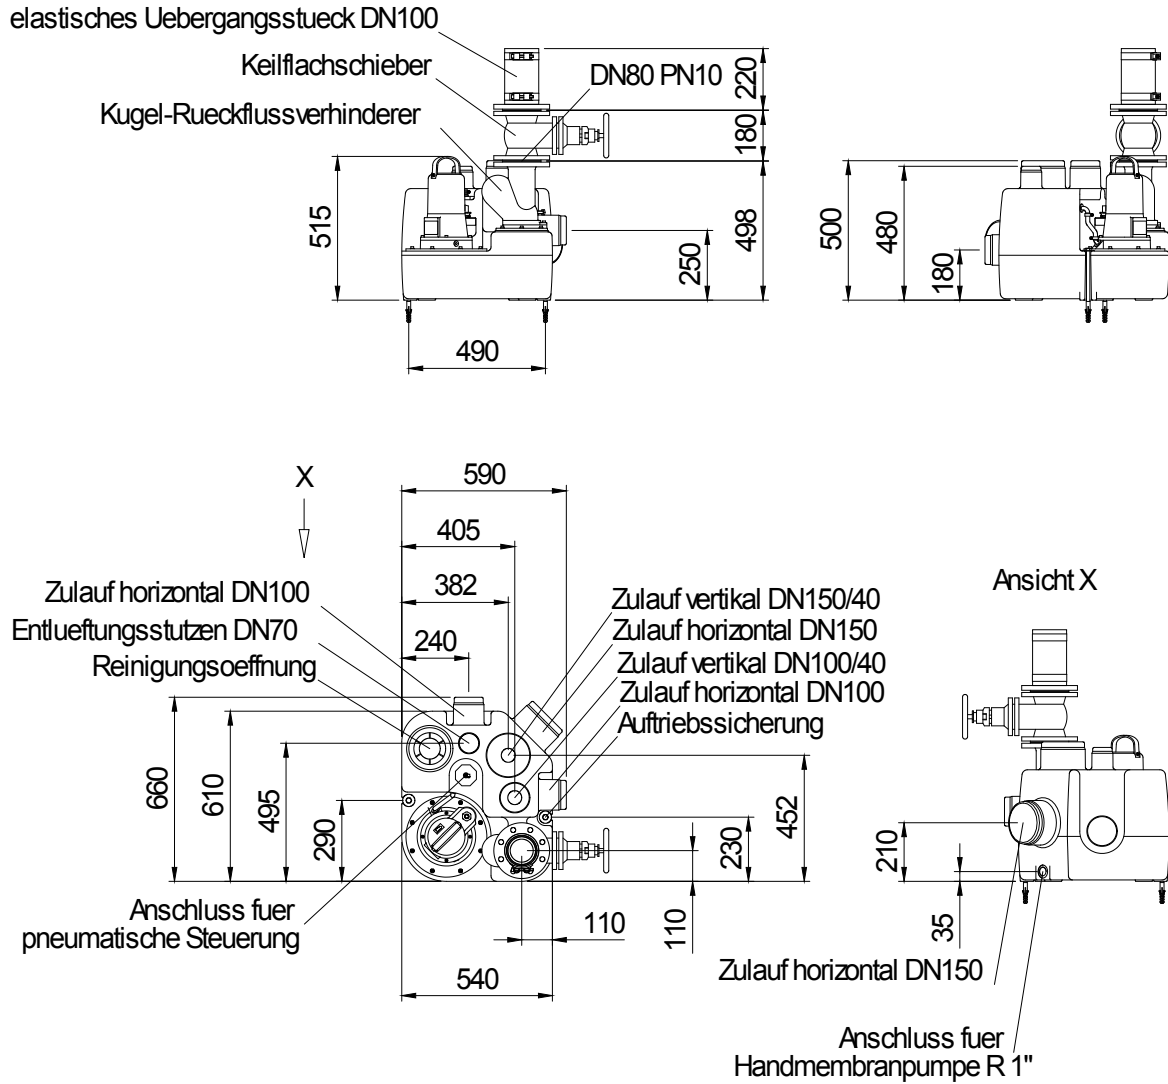 elastisches Uebergangsstueck DN100
Keilflachschieber
DN80 PN10
Kugel-Rueckflussverhinderer
220
180
498
250
515
490
500
480
180
X
590
405
382
240
Zulauf horizontal DN100
Entlueftungsstutzen DN70
Reinigungsoeffnung
Zulauf vertikal DN150/40
Zulauf horizontal DN150
Zulauf vertikal DN100/40
Zulauf horizontal DN100
Auftriebssicherung
660
610
495
290
452
230
110
110
540
Anschluss fuer
pneumatische Steuerung
Ansicht X
210
35
Zulauf horizontal DN150
Anschluss fuer
Handmembranpumpe R 1"